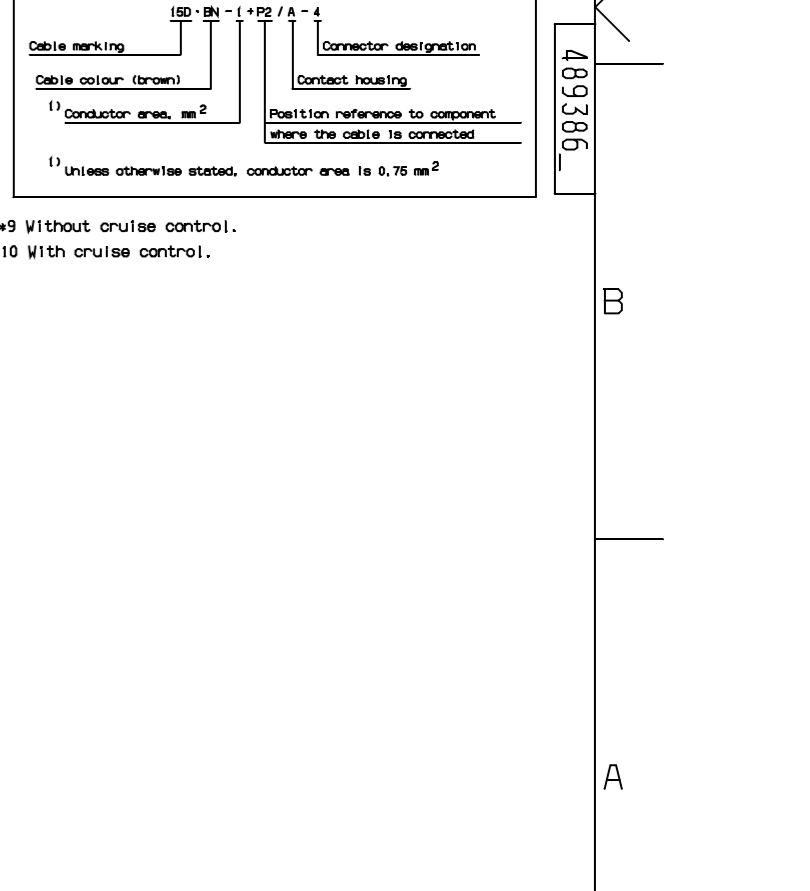 15D·BN-1+P2/A-4
Cable marking
Connector designation
Cable colour (brown)
Contact housing
1) Conductor area, mm2
Position reference to component
where the cable is connected
1) Unless otherwise stated, conductor area is 0,75 mm2
489386_
*9 Without cruise control.
10 With cruise control.
B
A